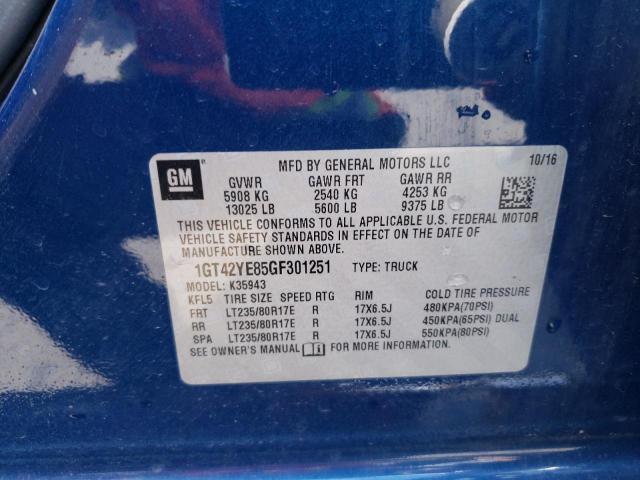 GM
MFD BY GENERAL MOTORS LLC 10/16
GVWR GAWR FRT GAWR RR
5908 KG 2540 KG 4253 KG
13025 LB 5600 LB 9375 LB
THIS VEHICLE CONFORMS TO ALL APPLICABLE U.S. FEDERAL MOTOR
VEHICLE SAFETY STANDARDS IN EFFECT ON THE DATE OF
MANUFACTURE SHOWN ABOVE.
1GT42YE85GF301251 TYPE: TRUCK
MODEL: K35943
KFL5 TIRE SIZE SPEED RTG RIM COLD TIRE PRESSURE
FRT LT235/80R17E R 17X6.5J 480KPA(70PSI)
RR LT235/80R17E R 17X6.5J 450KPA(65PSI) DUAL
SPA LT235/80R17E R 17X6.5J 550KPA(80PSI)
SEE OWNER'S MANUAL FOR MORE INFORMATION.